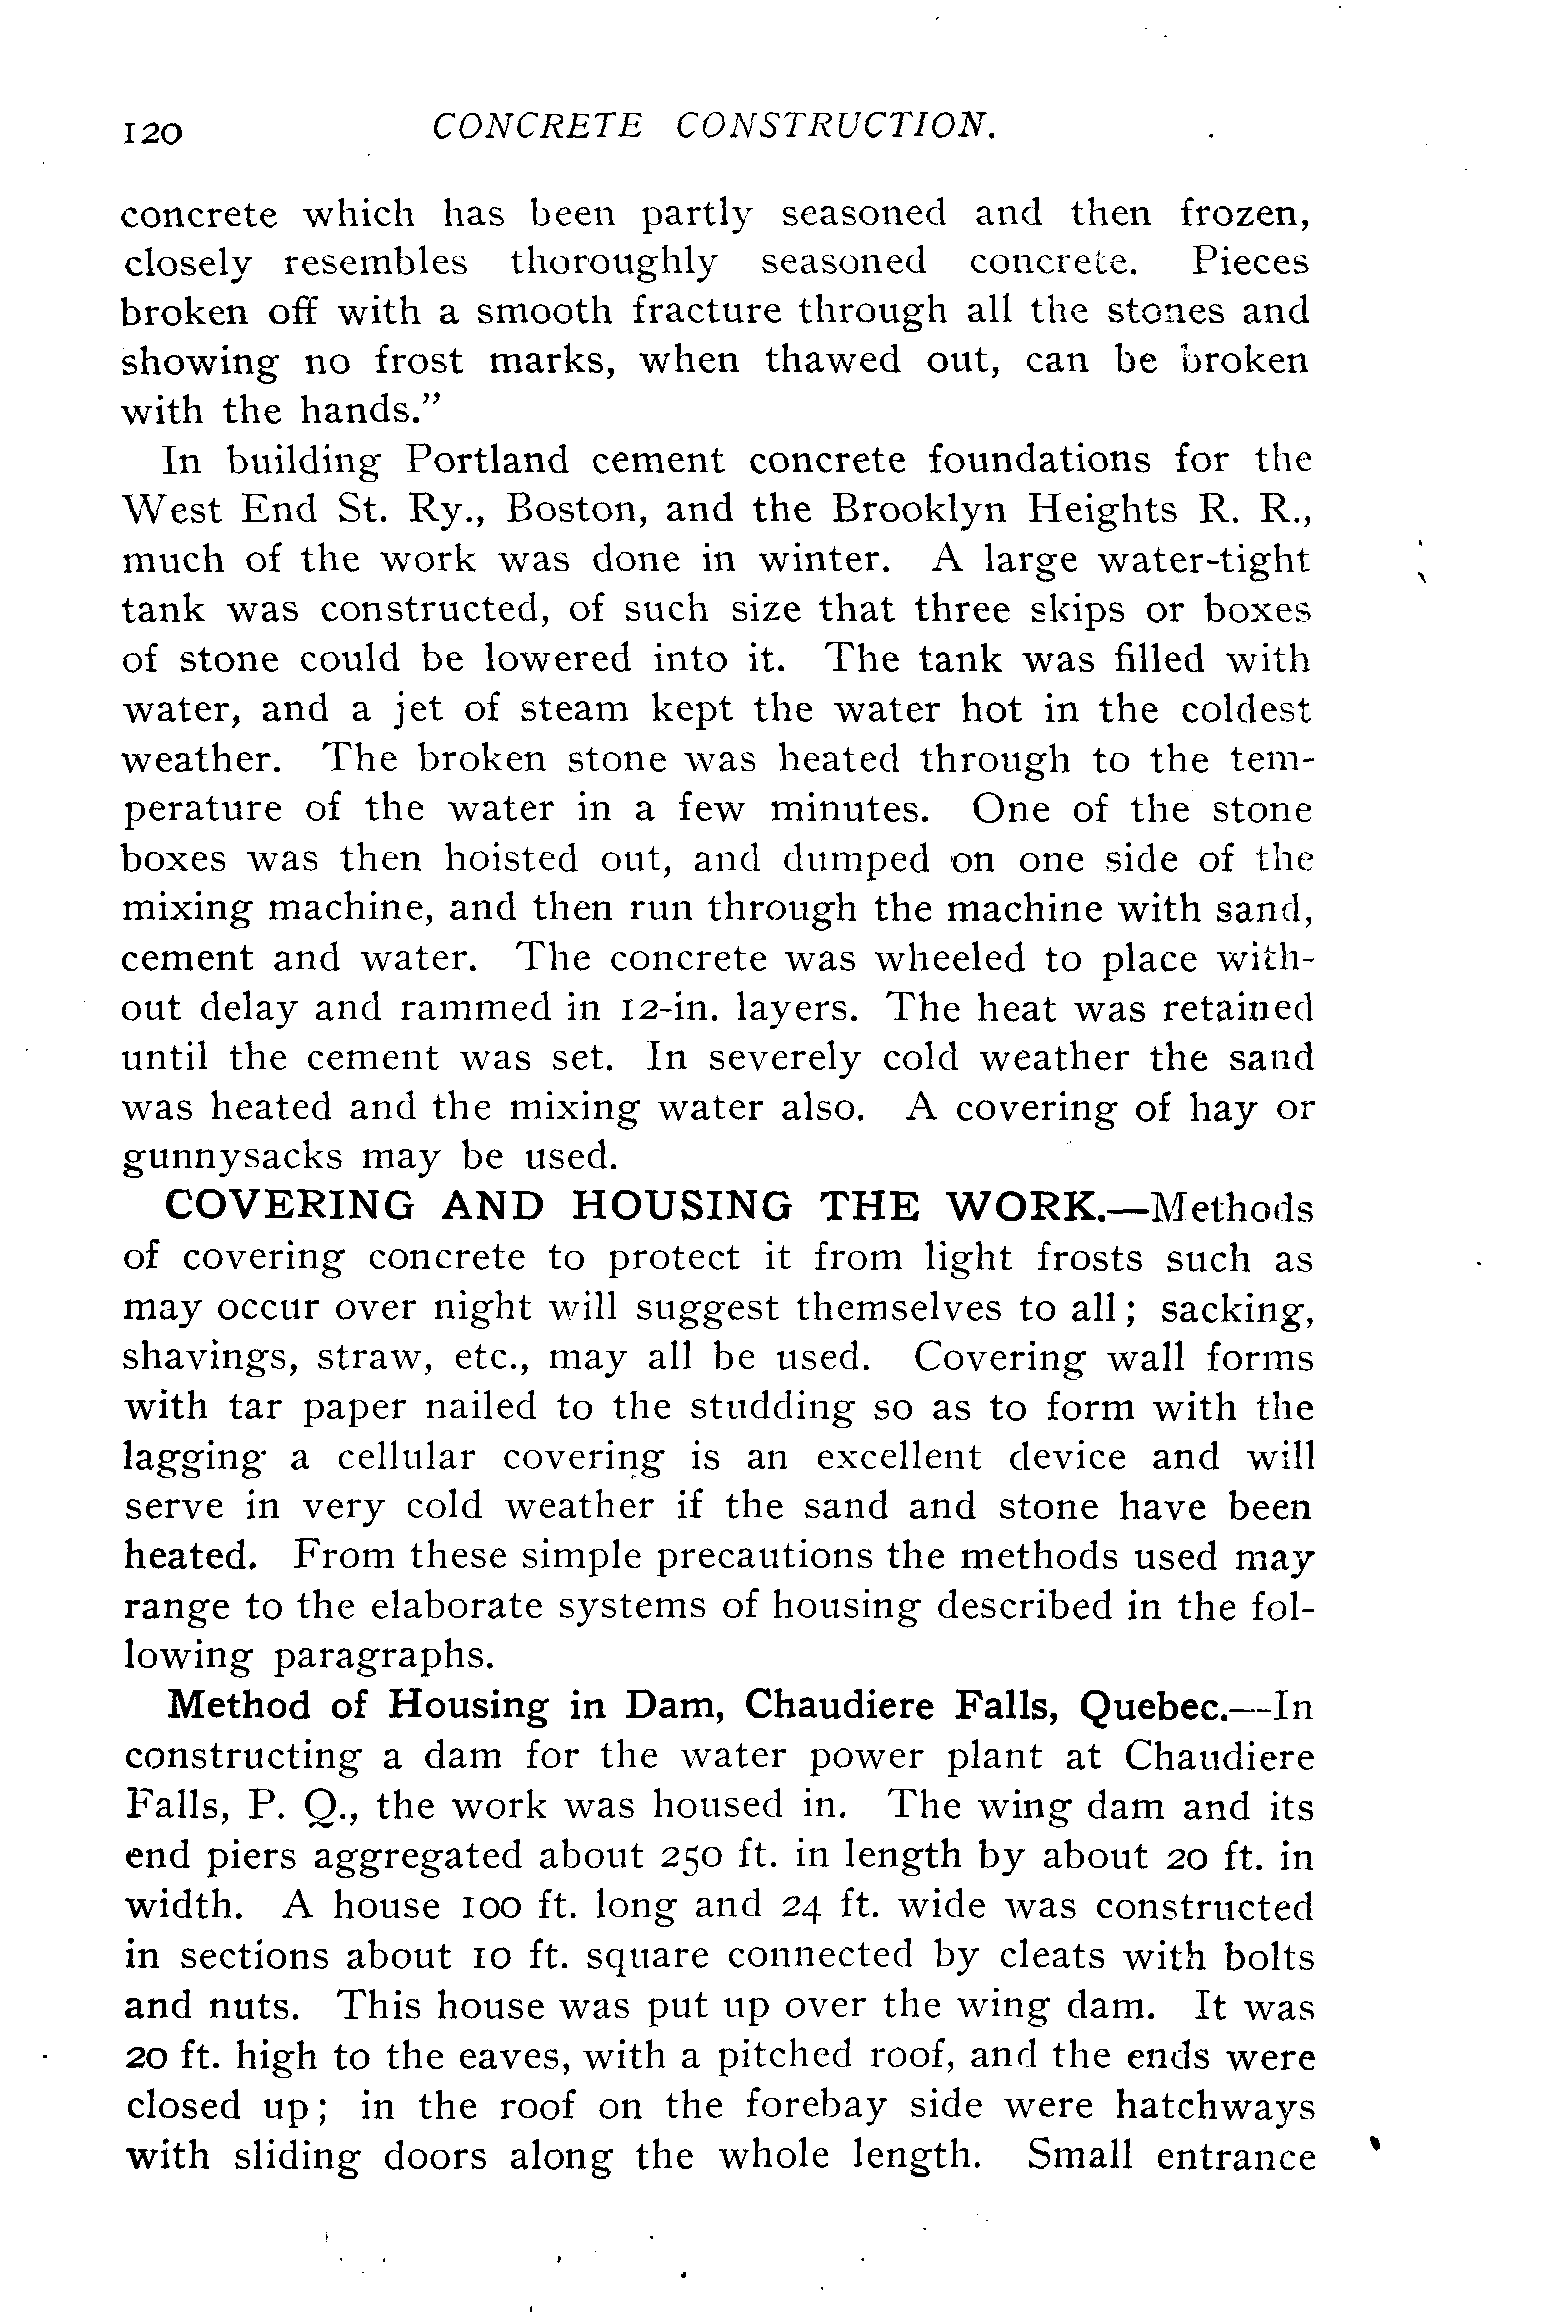 120 CONCRETE CONSTRUCTION.
concrete which has been partly seasoned and then frozen,
closely resembles thoroughly seasoned concrete. Pieces
broken off with a smooth fracture through all the stones and
showing no frost marks, when thawed out, can be broken
with the hands."
In building Portland cement concrete foundations for the
West End St. Ry., Boston, and the Brooklyn Heights R. R.,
much of the work was done in winter. A large water-tight
tank was constructed, of such size that three skips or boxes
of stone could be lowered into it. The tank was filled with
water, and a jet of steam kept the water hot in the coldest
weather. The broken stone was heated through to the tem-
perature of the water in a few minutes. One of the stone
boxes was then hoisted out, and dumped on one side of the
mixing machine, and then run through the machine with sand,
cement and water. The concrete was wheeled to place with-
out delay and rammed in 12-in. layers. The heat was retained
until the cement was set. In severely cold weather the sand
was heated and the mixing water also. A covering of hay or
gunnysacks may be used.
COVERING AND HOUSING THE WORK.—Methods
of covering concrete to protect it from light frosts such as
may occur over night will suggest themselves to all; sacking,
shavings, straw, etc., may all be used. Covering wall forms
with tar paper nailed to the studding so as to form with the
lagging a cellular covering is an excellent device and will
serve in very cold weather if the sand and stone have been
heated. From these simple precautions the methods used may
range to the elaborate systems of housing described in the fol-
lowing paragraphs.
Method of Housing in Dam, Chaudiere Falls, Quebec.—In
constructing a dam for the water power plant at Chaudiere
Falls, P. Q., the work was housed in. The wing dam and its
end piers aggregated about 250 ft. in length by about 20 ft. in
width. A house 100 ft. long and 24 ft. wide was constructed
in sections about 10 ft. square connected by cleats with bolts
and nuts. This house was put up over the wing dam. It was
20 ft. high to the eaves, with a pitched roof, and the ends were
closed up; in the roof on the forebay side were hatchways
with sliding doors along the whole length. Small entrance